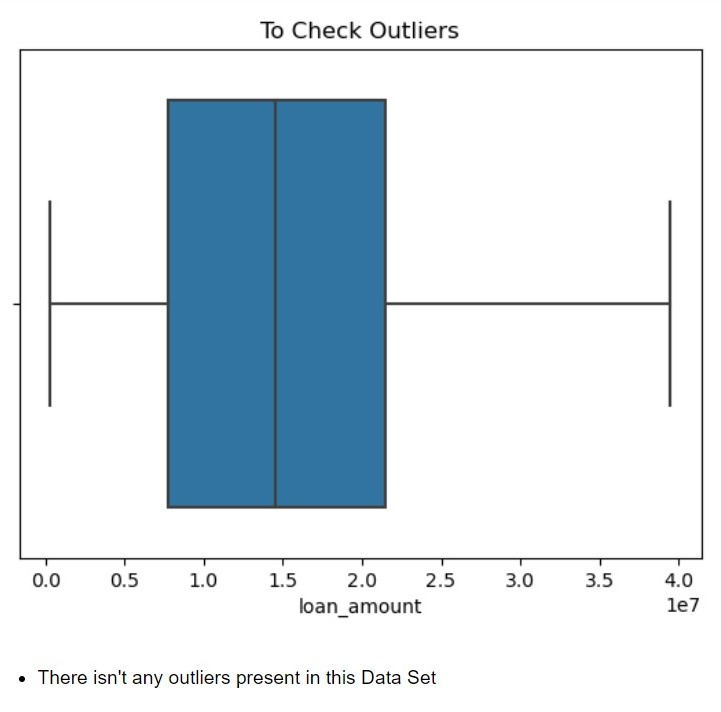 To Check Outliers
0.0 0.5 1.0 1.5 2.0 2.5 3.0 3.5 4.0
loan_amount 1e7
• There isn't any outliers present in this Data Set